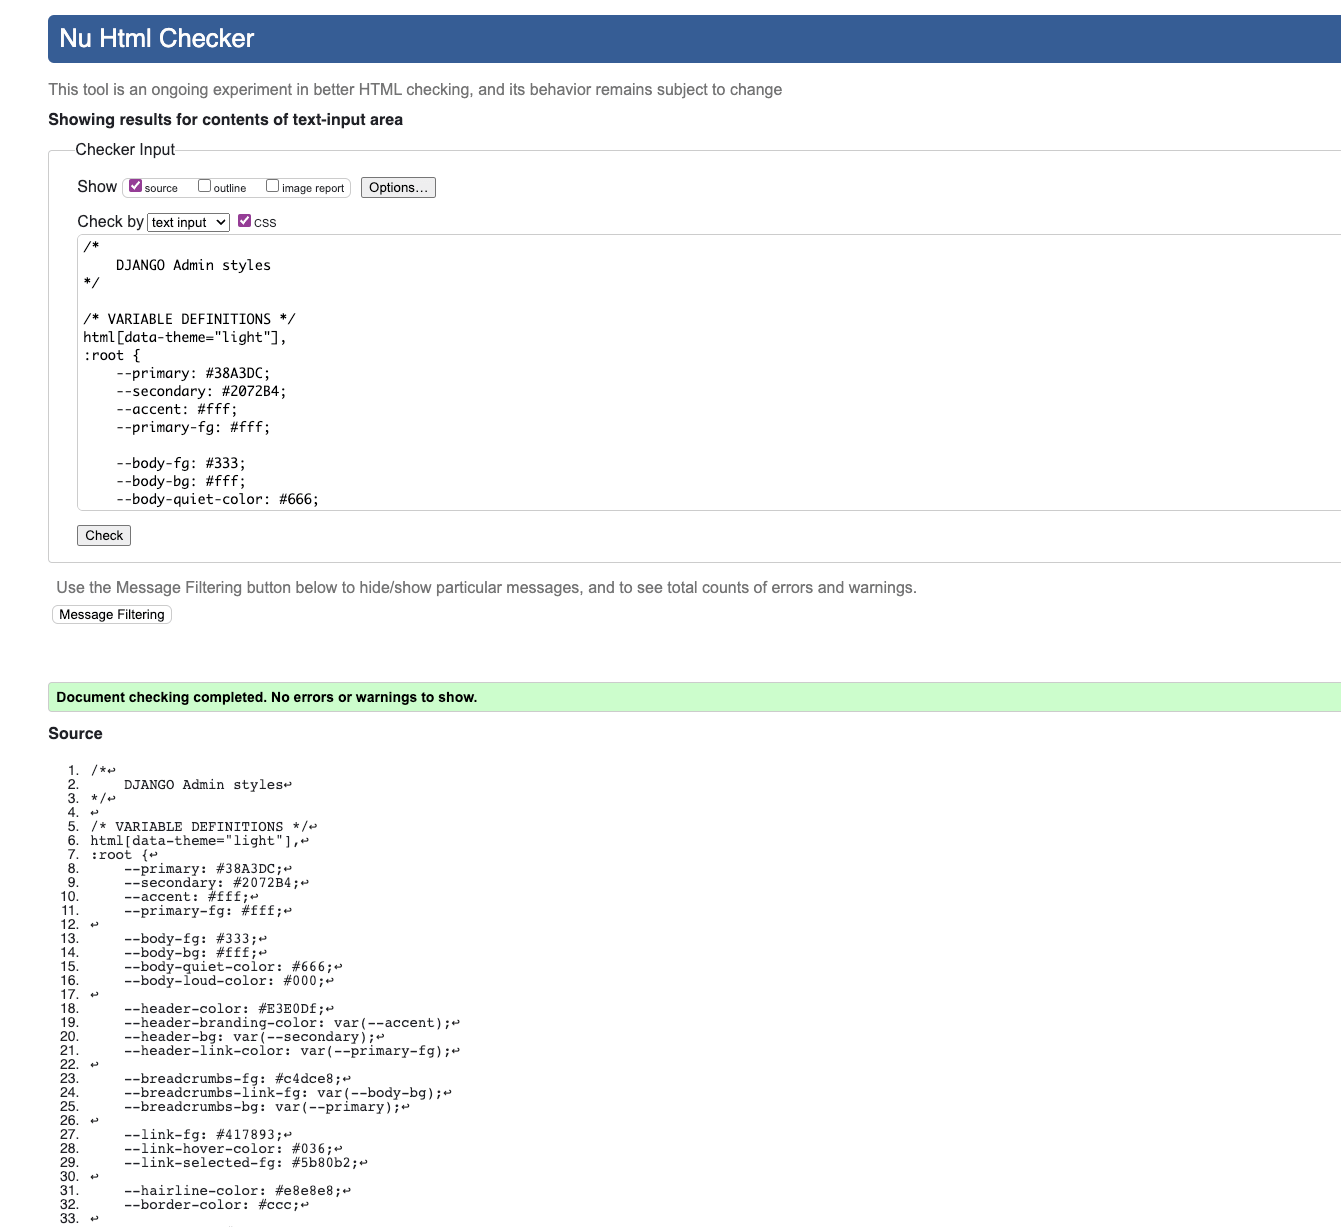 Nu Html Checker
This tool is an ongoing experiment in better HTML checking, and its behavior remains subject to change
Showing results for contents of text-input area
Checker Input
Show source outline image report Options…
Check by text input CSS
/*
    DJANGO Admin styles
*/
/* VARIABLE DEFINITIONS */
html[data-theme="light"],
:root {
    --primary: #38A3DC;
    --secondary: #2072B4;
    --accent: #fff;
    --primary-fg: #fff;
    --body-fg: #333;
    --body-bg: #fff;
    --body-quiet-color: #666;
Check
Use the Message Filtering button below to hide/show particular messages, and to see total counts of errors and warnings.
Message Filtering
Document checking completed. No errors or warnings to show.
Source
1. /*↩
2.     DJANGO Admin styles↩
3. */↩
4. ↩
5. /* VARIABLE DEFINITIONS */↩
6. html[data-theme="light"],↩
7. :root {↩
8.     --primary: #38A3DC;↩
9.     --secondary: #2072B4;↩
10.     --accent: #fff;↩
11.     --primary-fg: #fff;↩
12. ↩
13.     --body-fg: #333;↩
14.     --body-bg: #fff;↩
15.     --body-quiet-color: #666;↩
16.     --body-loud-color: #000;↩
17. ↩
18.     --header-color: #E3E0Df;↩
19.     --header-branding-color: var(--accent);↩
20.     --header-bg: var(--secondary);↩
21.     --header-link-color: var(--primary-fg);↩
22. ↩
23.     --breadcrumbs-fg: #c4dce8;↩
24.     --breadcrumbs-link-fg: var(--body-bg);↩
25.     --breadcrumbs-bg: var(--primary);↩
26. ↩
27.     --link-fg: #417893;↩
28.     --link-hover-color: #036;↩
29.     --link-selected-fg: #5b80b2;↩
30. ↩
31.     --hairline-color: #e8e8e8;↩
32.     --border-color: #ccc;↩
33. ↩